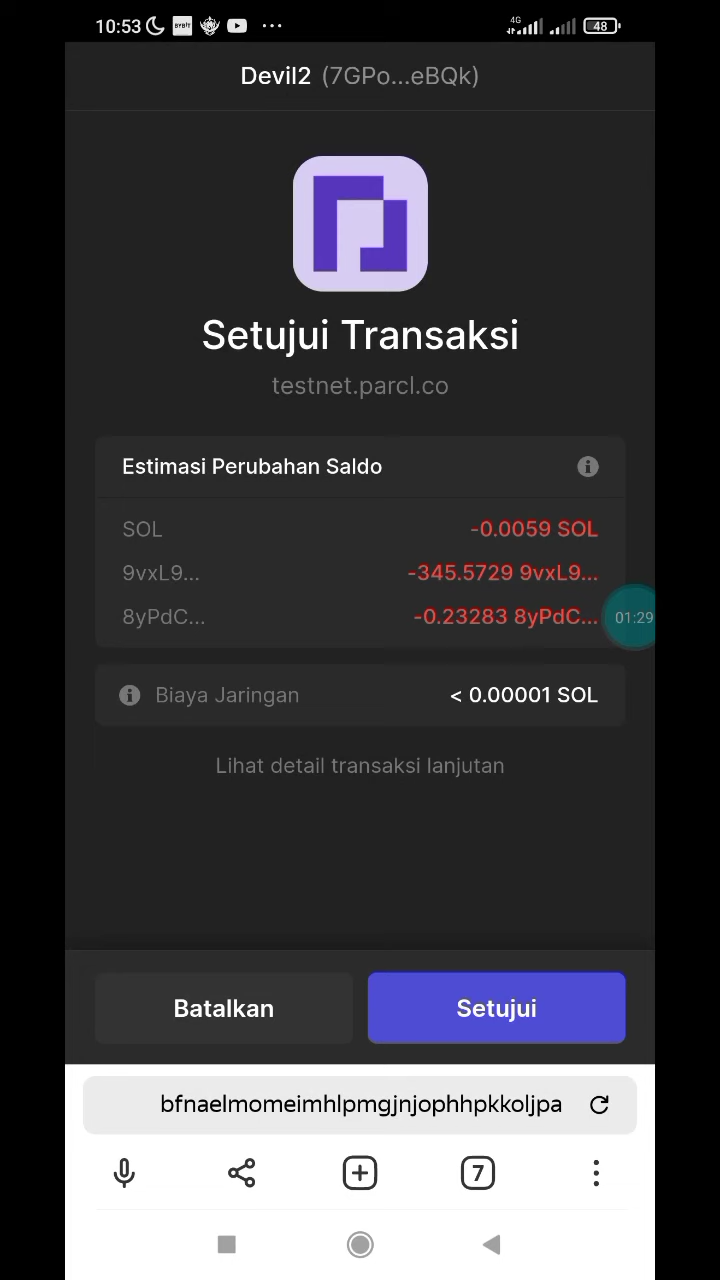 10:53
BYBIT
4G
48
Devil2 (7GPo...eBQk)
Setujui Transaksi
testnet.parcl.co
Estimasi Perubahan Saldo
SOL -0.0059 SOL
9vxL9... -345.5729 9vxL9...
8yPdC... -0.23283 8yPdC...
01:29
Biaya Jaringan < 0.00001 SOL
Lihat detail transaksi lanjutan
Batalkan Setujui
bfnaelmomeimhlpmgjnjophhpkkoljpa
7